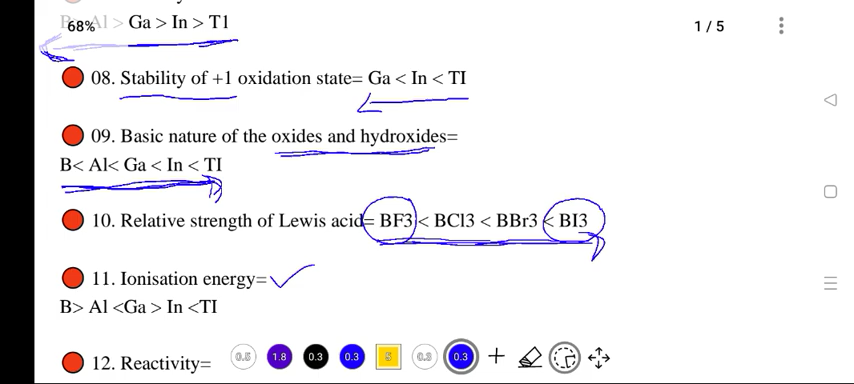 B > Al > Ga > In > T1
68%
1 / 5
08. Stability of +1 oxidation state= Ga < In < TI
09. Basic nature of the oxides and hydroxides=
B< Al< Ga < In < TI
10. Relative strength of Lewis acid= BF3 < BCl3 < BBr3 < BI3
11. Ionisation energy=
B> Al <Ga > In <TI
12. Reactivity=
0.5 1.8 0.3 0.3 5 0.3 0.3